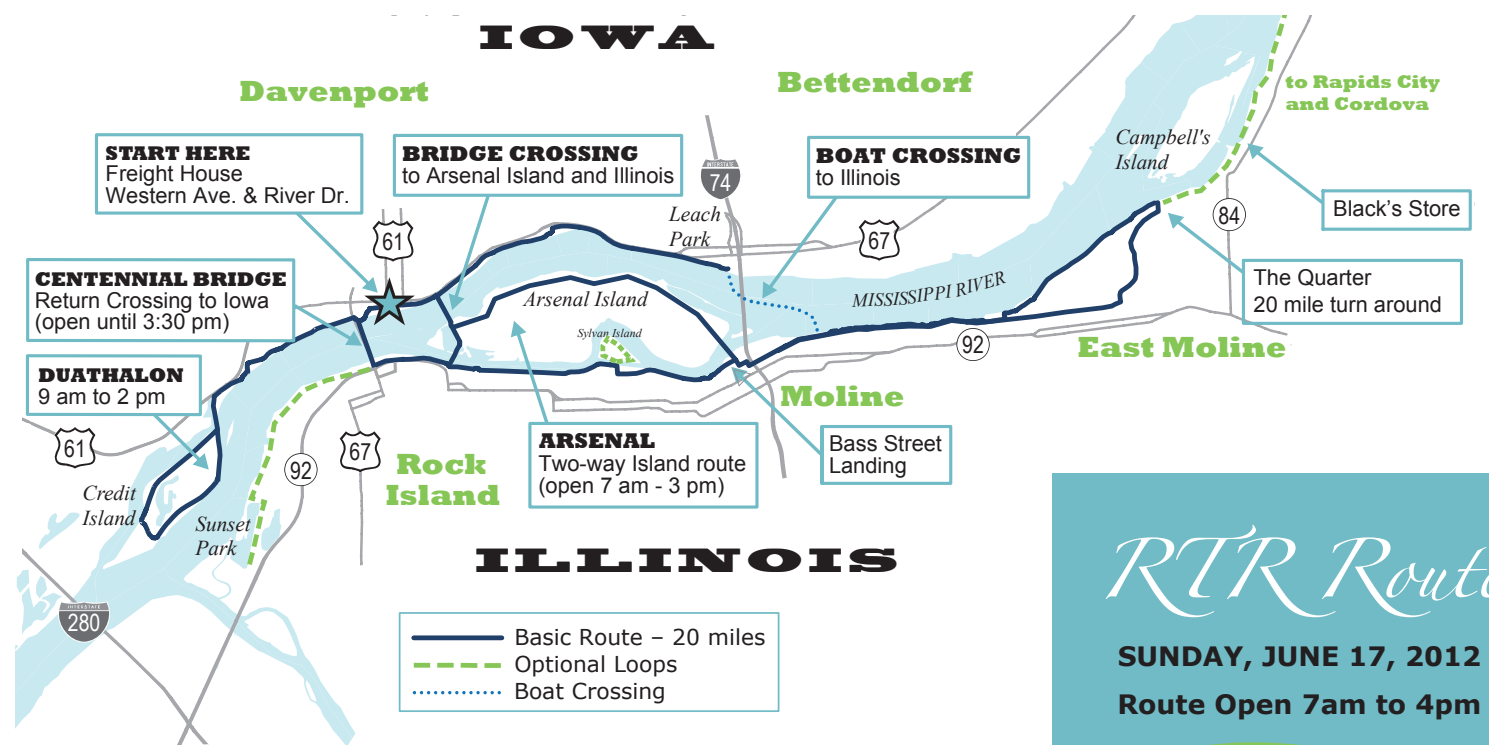 IOWA
Davenport
Bettendorf
to Rapids City
and Cordova
START HERE
Freight House
Western Ave. & River Dr.
BRIDGE CROSSING
to Arsenal Island and Illinois
INTERSTATE
74
BOAT CROSSING
to Illinois
Campbell's
Island
Black's Store
84
Leach
Park
61
67
CENTENNIAL BRIDGE
Return Crossing to Iowa
(open until 3:30 pm)
Arsenal Island
Sylvan Island
MISSISSIPPI RIVER
The Quarter
20 mile turn around
92
East Moline
DUATHALON
9 am to 2 pm
Moline
61
67
92
Rock
Island
ARSENAL
Two-way Island route
(open 7 am - 3 pm)
Bass Street
Landing
Credit
Island
Sunset
Park
ILLINOIS
INTERSTATE
280
Basic Route – 20 miles
Optional Loops
Boat Crossing
RTR Route
SUNDAY, JUNE 17, 2012
Route Open 7am to 4pm